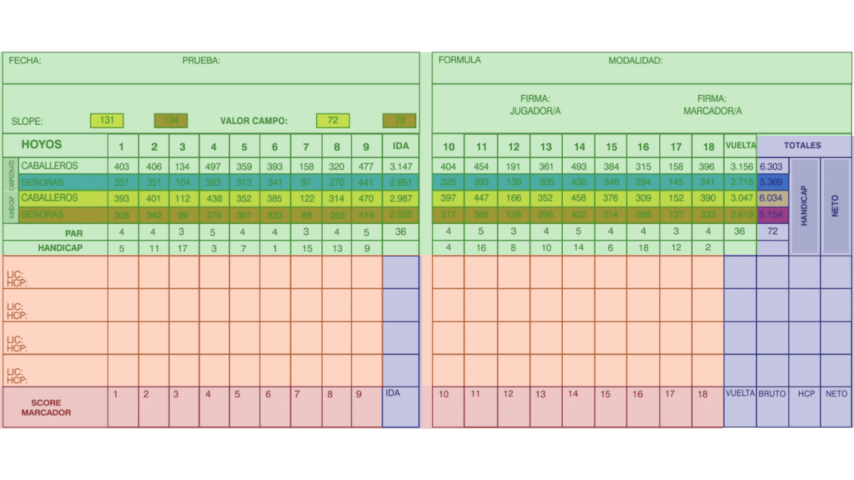 FECHA: PRUEBA: FORMULA MODALIDAD:
FIRMA: JUGADOR/A FIRMA: MARCADOR/A
SLOPE: 131 134 VALOR CAMPO: 72 72
HOYOS 1 2 3 4 5 6 7 8 9 IDA 10 11 12 13 14 15 16 17 18 VUELTA TOTALES
CAMPEONATO CABALLEROS 403 406 134 497 359 393 158 320 477 3.147 404 454 191 361 493 384 315 158 396 3.156 6.303 HANDICAP NETO
SEÑORAS 351 351 104 383 313 341 97 270 441 2.651 325 393 139 305 430 346 294 145 341 2.718 5.369
HANDICAP CABALLEROS 393 401 112 438 352 385 122 314 470 2.987 397 447 166 352 458 376 309 152 390 3.047 6.034
SEÑORAS 308 342 99 376 307 333 88 263 419 2.535 317 385 128 295 422 314 286 137 333 2.619 5.154
PAR 4 4 3 5 4 4 3 4 5 36 4 5 3 4 5 4 4 3 4 36 72
HANDICAP 5 11 17 3 7 1 15 13 9 4 16 8 10 14 6 18 12 2
LIC:
HCP:
LIC:
HCP:
LIC:
HCP:
LIC:
HCP:
SCORE MARCADOR 1 2 3 4 5 6 7 8 9 IDA 10 11 12 13 14 15 16 17 18 VUELTA BRUTO HCP NETO